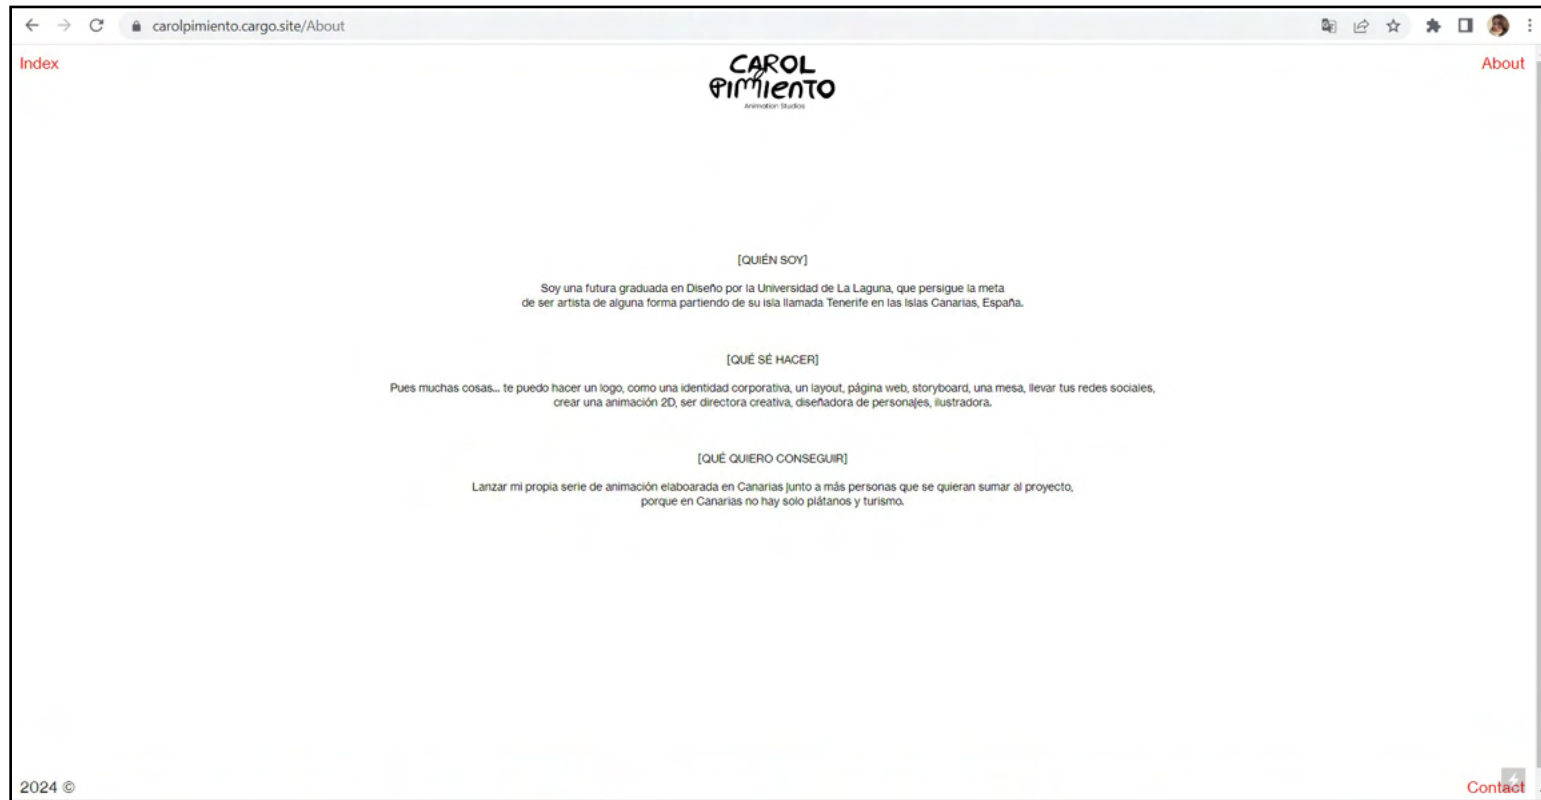 carolpimiento.cargo.site/About
Index
CAROL
PIMIENTO
Animation Studios
About
[QUIÉN SOY]
Soy una futura graduada en Diseño por la Universidad de La Laguna, que persigue la meta
de ser artista de alguna forma partiendo de su isla llamada Tenerife en las Islas Canarias, España.
[QUÉ SÉ HACER]
Pues muchas cosas... te puedo hacer un logo, como una identidad corporativa, un layout, página web, storyboard, una mesa, llevar tus redes sociales,
crear una animación 2D, ser directora creativa, diseñadora de personajes, ilustradora.
[QUÉ QUIERO CONSEGUIR]
Lanzar mi propia serie de animación elaboarada en Canarias junto a más personas que se quieran sumar al proyecto,
porque en Canarias no hay solo plátanos y turismo.
2024 ©
Contact